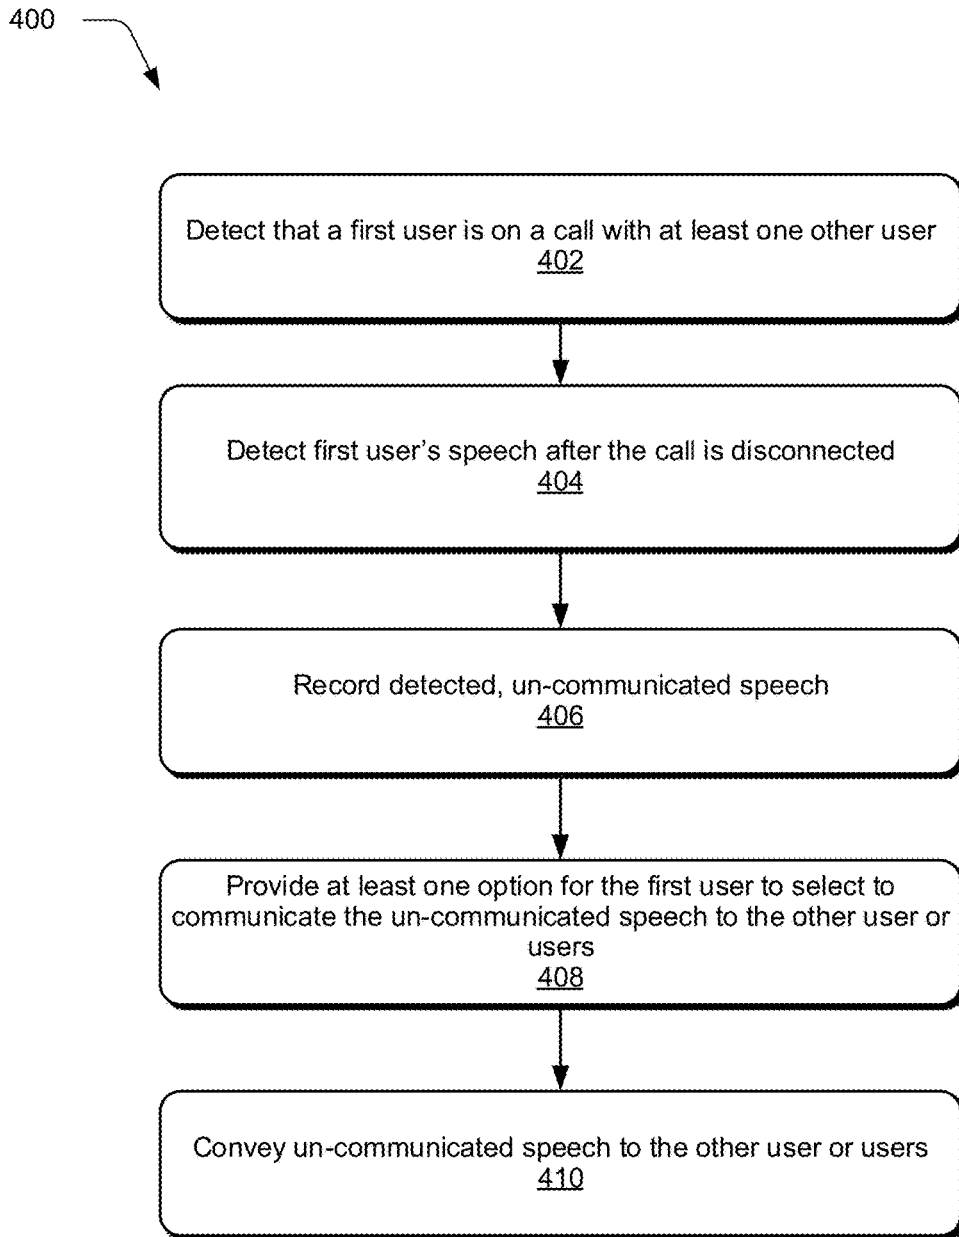 400
Detect that a first user is on a call with at least one other user
402
Detect first user's speech after the call is disconnected
404
Record detected, un-communicated speech
406
Provide at least one option for the first user to select to
communicate the un-communicated speech to the other user or
users
408
Convey un-communicated speech to the other user or users
410